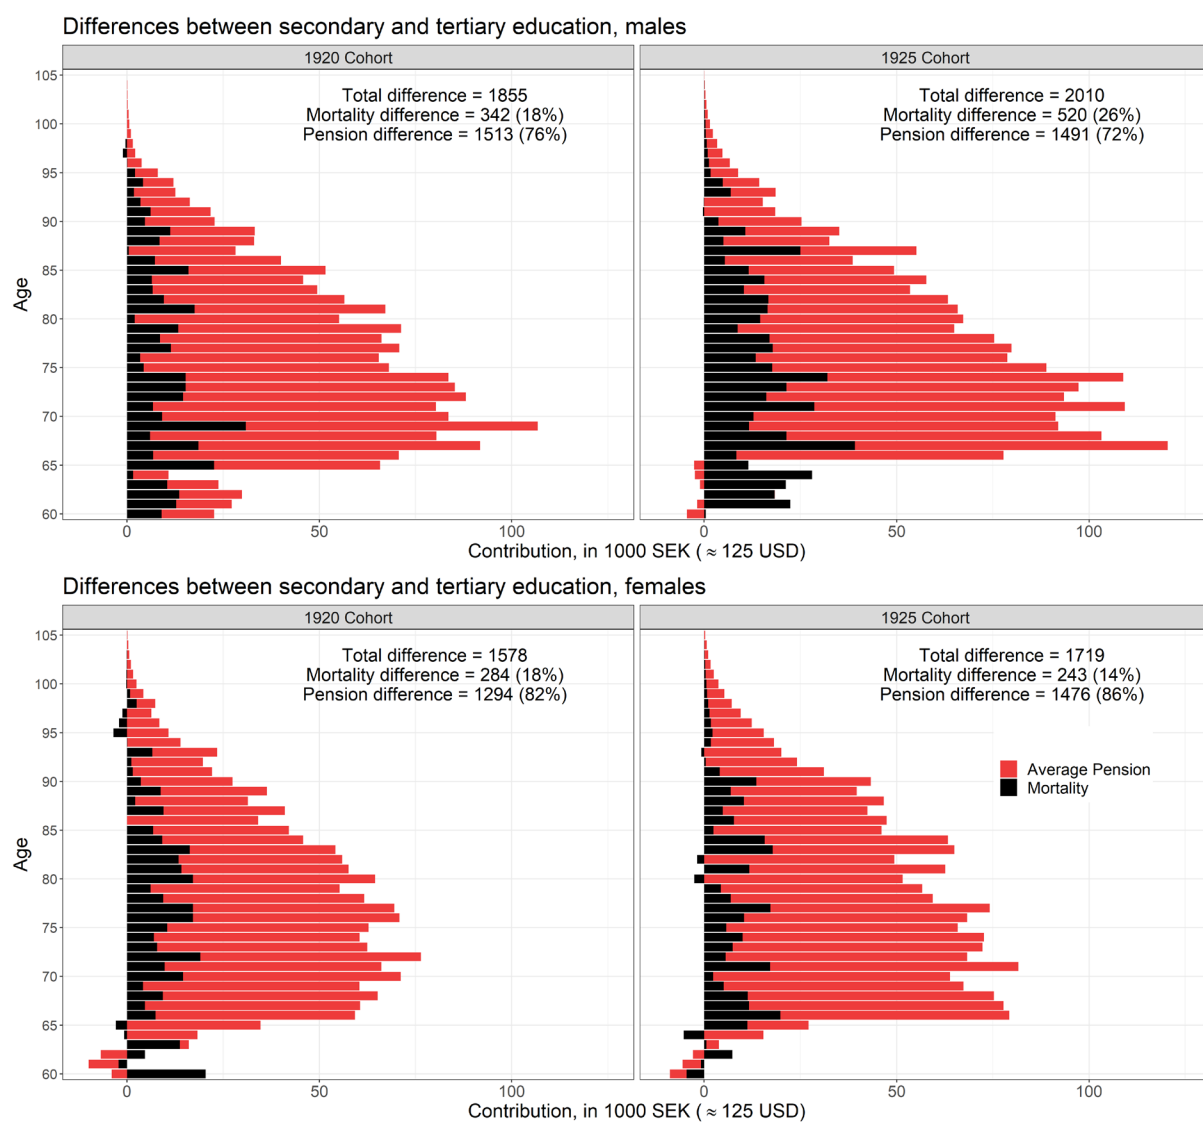 Differences between secondary and tertiary education, males
1920 Cohort
1925 Cohort
Total difference = 1855
Mortality difference = 342 (18%)
Pension difference = 1513 (76%)
Total difference = 2010
Mortality difference = 520 (26%)
Pension difference = 1491 (72%)
Age
105
100
95
90
85
80
75
70
65
60
0
50
100
0
50
100
Contribution, in 1000 SEK ( ≈ 125 USD)
Differences between secondary and tertiary education, females
1920 Cohort
1925 Cohort
Total difference = 1578
Mortality difference = 284 (18%)
Pension difference = 1294 (82%)
Total difference = 1719
Mortality difference = 243 (14%)
Pension difference = 1476 (86%)
Average Pension
Mortality
Age
105
100
95
90
85
80
75
70
65
60
0
50
100
0
50
100
Contribution, in 1000 SEK ( ≈ 125 USD)